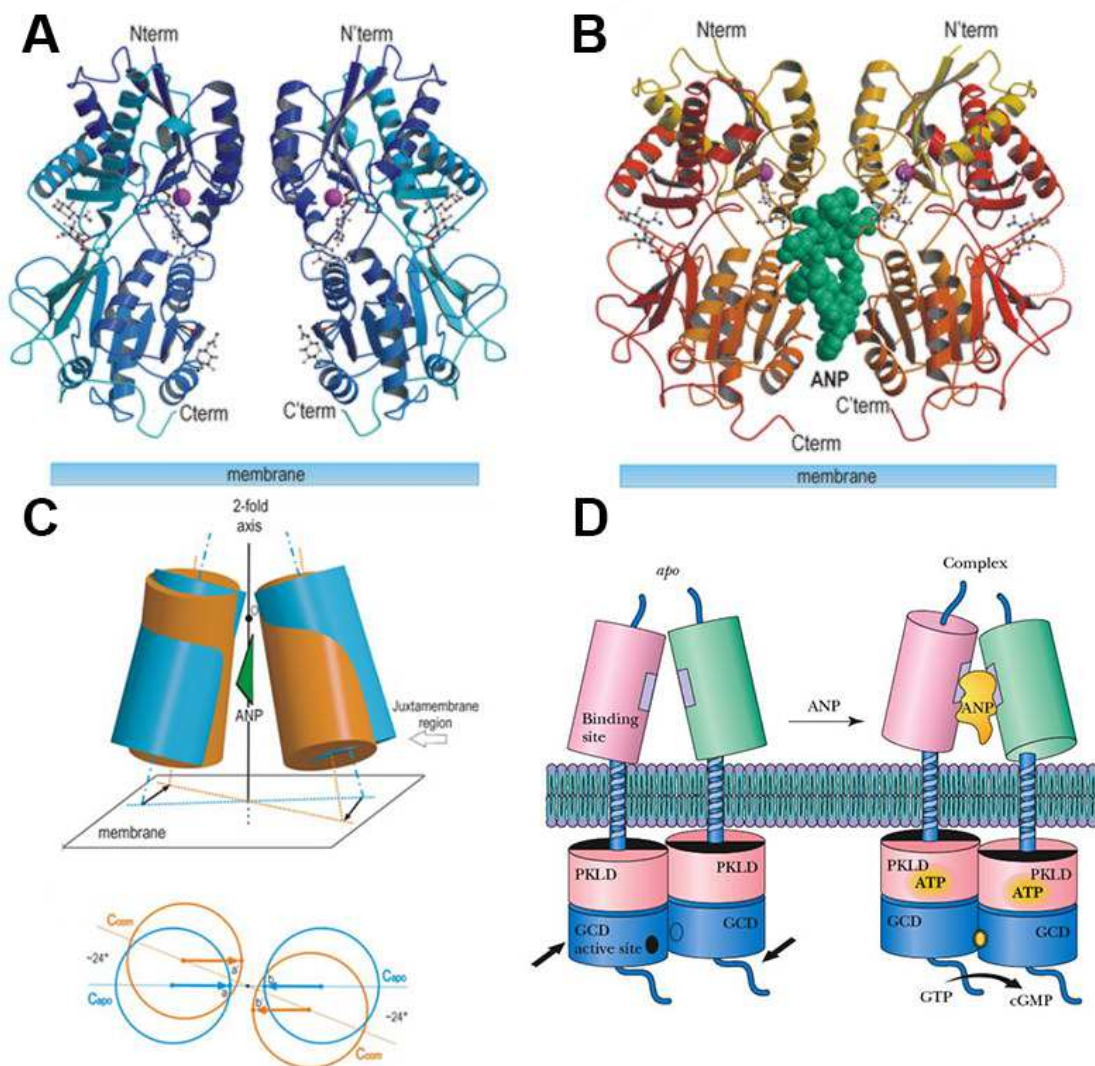 A
Nterm
N'term
Cterm
C'term
membrane
B
Nterm
N'term
ANP
C'term
Cterm
membrane
C
2-fold
axis
O
ANP
Juxtamembrane
region
membrane
Ccom
~24°
Capo
a'
a
b
b'
Capo
~24°
Ccom
D
apo
Complex
Binding
site
ANP
ANP
PKLD
PKLD
PKLD
ATP
PKLD
ATP
GCD
active site
GCD
GCD
GCD
GTP
cGMP